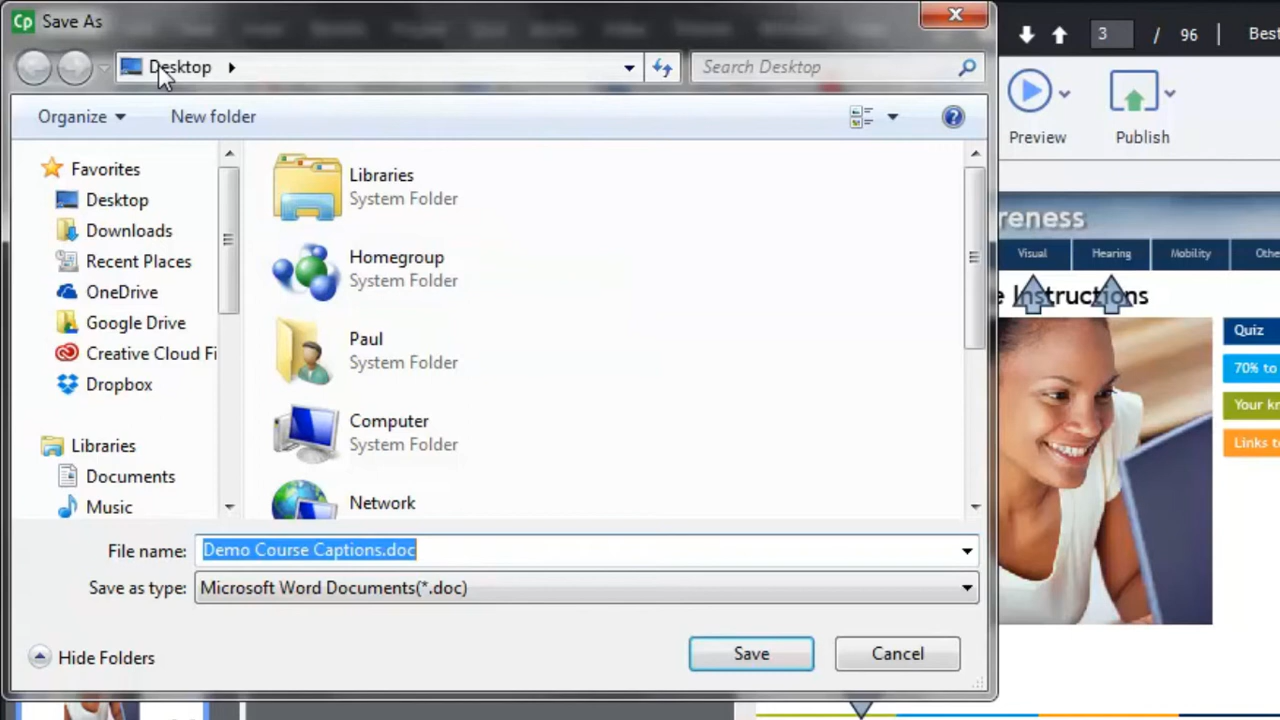 Cp Save As
Desktop
Search Desktop
Organize
New folder
Favorites
Desktop
Downloads
Recent Places
OneDrive
Google Drive
Creative Cloud Fi
Dropbox
Libraries
Documents
Music
Libraries
System Folder
Homegroup
System Folder
Paul
System Folder
Computer
System Folder
Network
File name: Demo Course Captions.doc
Save as type: Microsoft Word Documents(*.doc)
Hide Folders
Save
Cancel
3 / 96
Best
Preview
Publish
reness
Visual
Hearing
Mobility
Othe
e Instructions
Quiz
70% to
Your kn
Links to